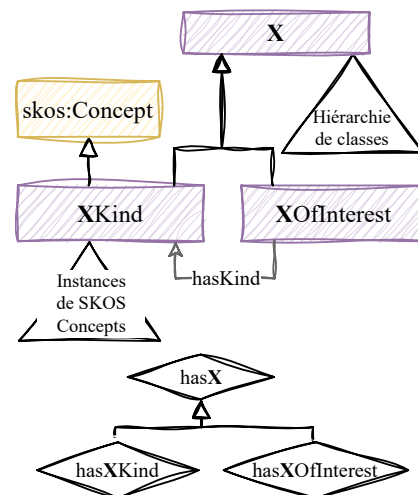 X
skos:Concept
Hiérarchie
de classes
XKind
XOfInterest
hasKind
Instances
de SKOS
Concepts
hasX
hasXKind
hasXOfInterest